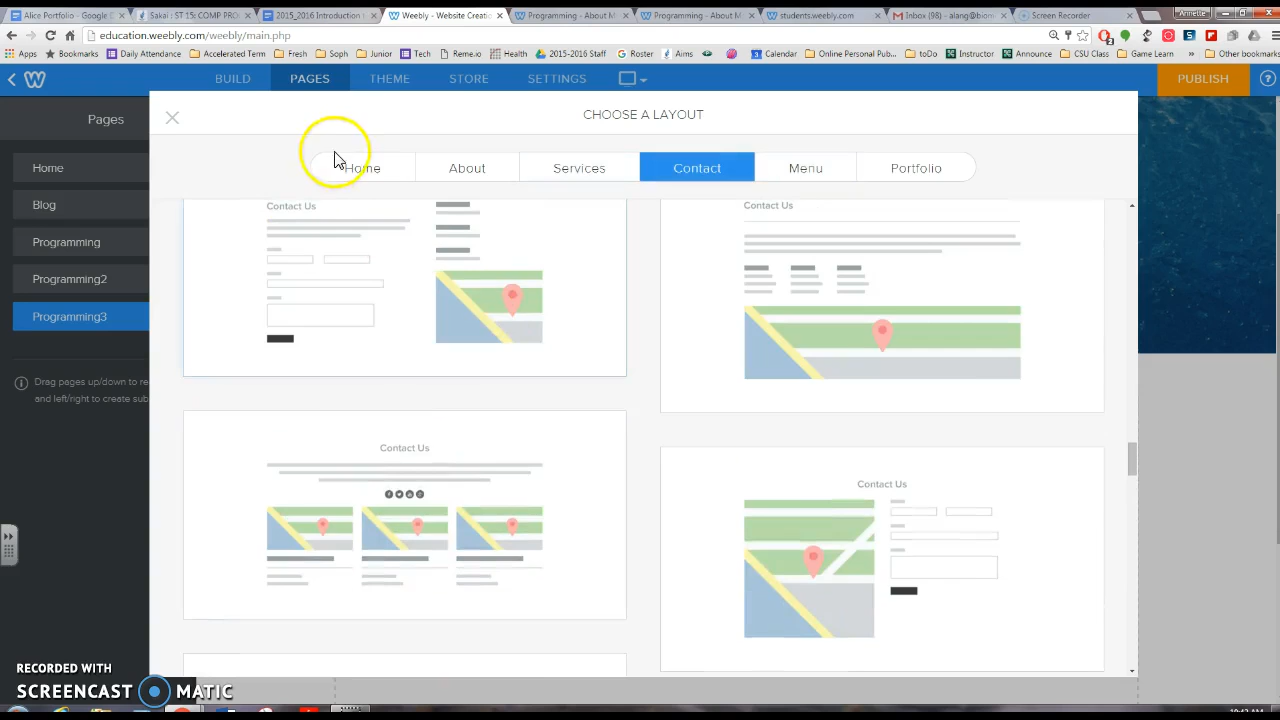 Alice Portfolio - Google
Sakai : ST 15: COMP PRO
2015_2016 Introduction
Weebly - Website Creatio
Programming - About M
Programming - About M
students.weebly.com
Inbox (98) - alang@biom
Screen Recorder
Annette
education.weebly.com/weebly/main.php
Apps
Bookmarks
Daily Attendance
Accelerated Term
Fresh
Soph
Junior
Tech
Reme.io
Health
2015-2016 Staff
Roster
Aims
Calendar
Online Personal Pub
toDo
Instructor
Announce
CSU Class
Game Learn
»
Other bookmarks
BUILD
PAGES
THEME
STORE
SETTINGS
PUBLISH
?
Pages
CHOOSE A LAYOUT
Home
Home
About
Services
Contact
Menu
Portfolio
Blog
Programming
Programming2
Programming3
Drag pages up/down to re
and left/right to create sub
Contact Us
Contact Us
Contact Us
Contact Us
RECORDED WITH
SCREENCAST MATIC